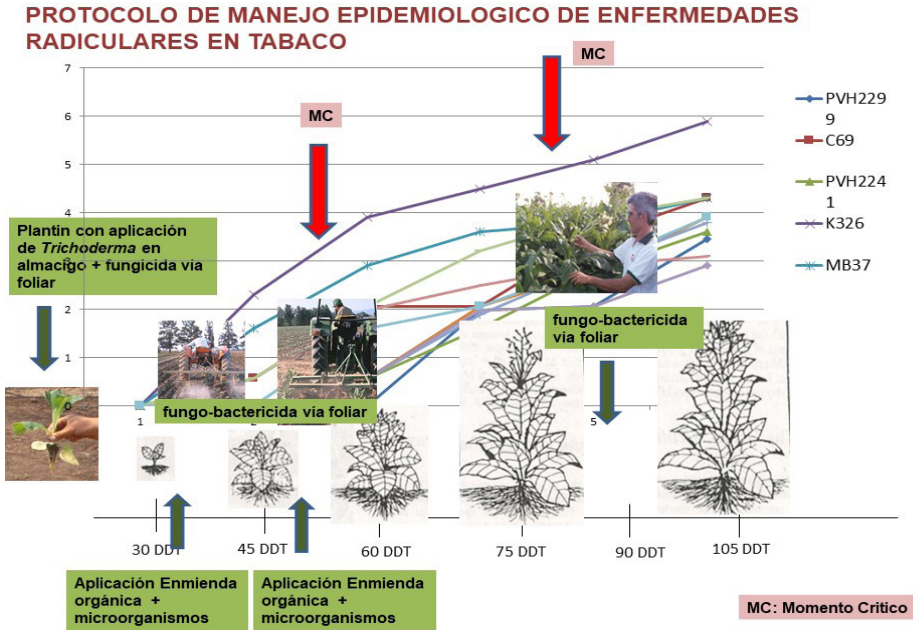 PROTOCOLO DE MANEJO EPIDEMIOLOGICO DE ENFERMEDADES
RADICULARES EN TABACO
MC
MC
7
6
5
4
3
2
1
0
PVH229
9
C69
PVH224
1
K326
MB37
Plantin con aplicación
de Trichoderma en
almacigo + fungicida vía
foliar
fungo-bactericida
vía foliar
fungo-bactericida vía foliar
1
2
5
30 DDT
45 DDT
60 DDT
75 DDT
90 DDT
105 DDT
Aplicación Enmienda
orgánica +
microorganismos
Aplicación Enmienda
orgánica +
microorganismos
MC: Momento Critico